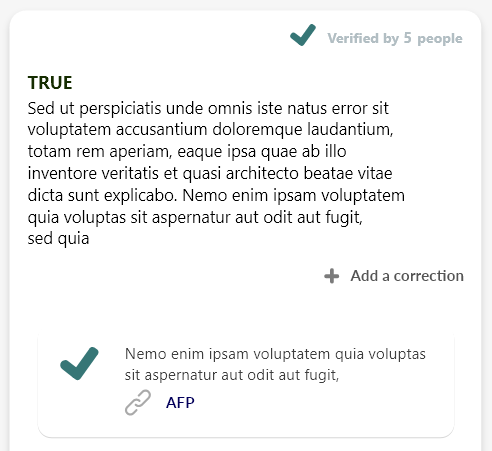 Verified by 5 people
TRUE
Sed ut perspiciatis unde omnis iste natus error sit
voluptatem accusantium doloremque laudantium,
totam rem aperiam, eaque ipsa quae ab illo
inventore veritatis et quasi architecto beatae vitae
dicta sunt explicabo. Nemo enim ipsam voluptatem
quia voluptas sit aspernatur aut odit aut fugit,
sed quia
Add a correction
Nemo enim ipsam voluptatem quia voluptas
sit aspernatur aut odit aut fugit,
AFP